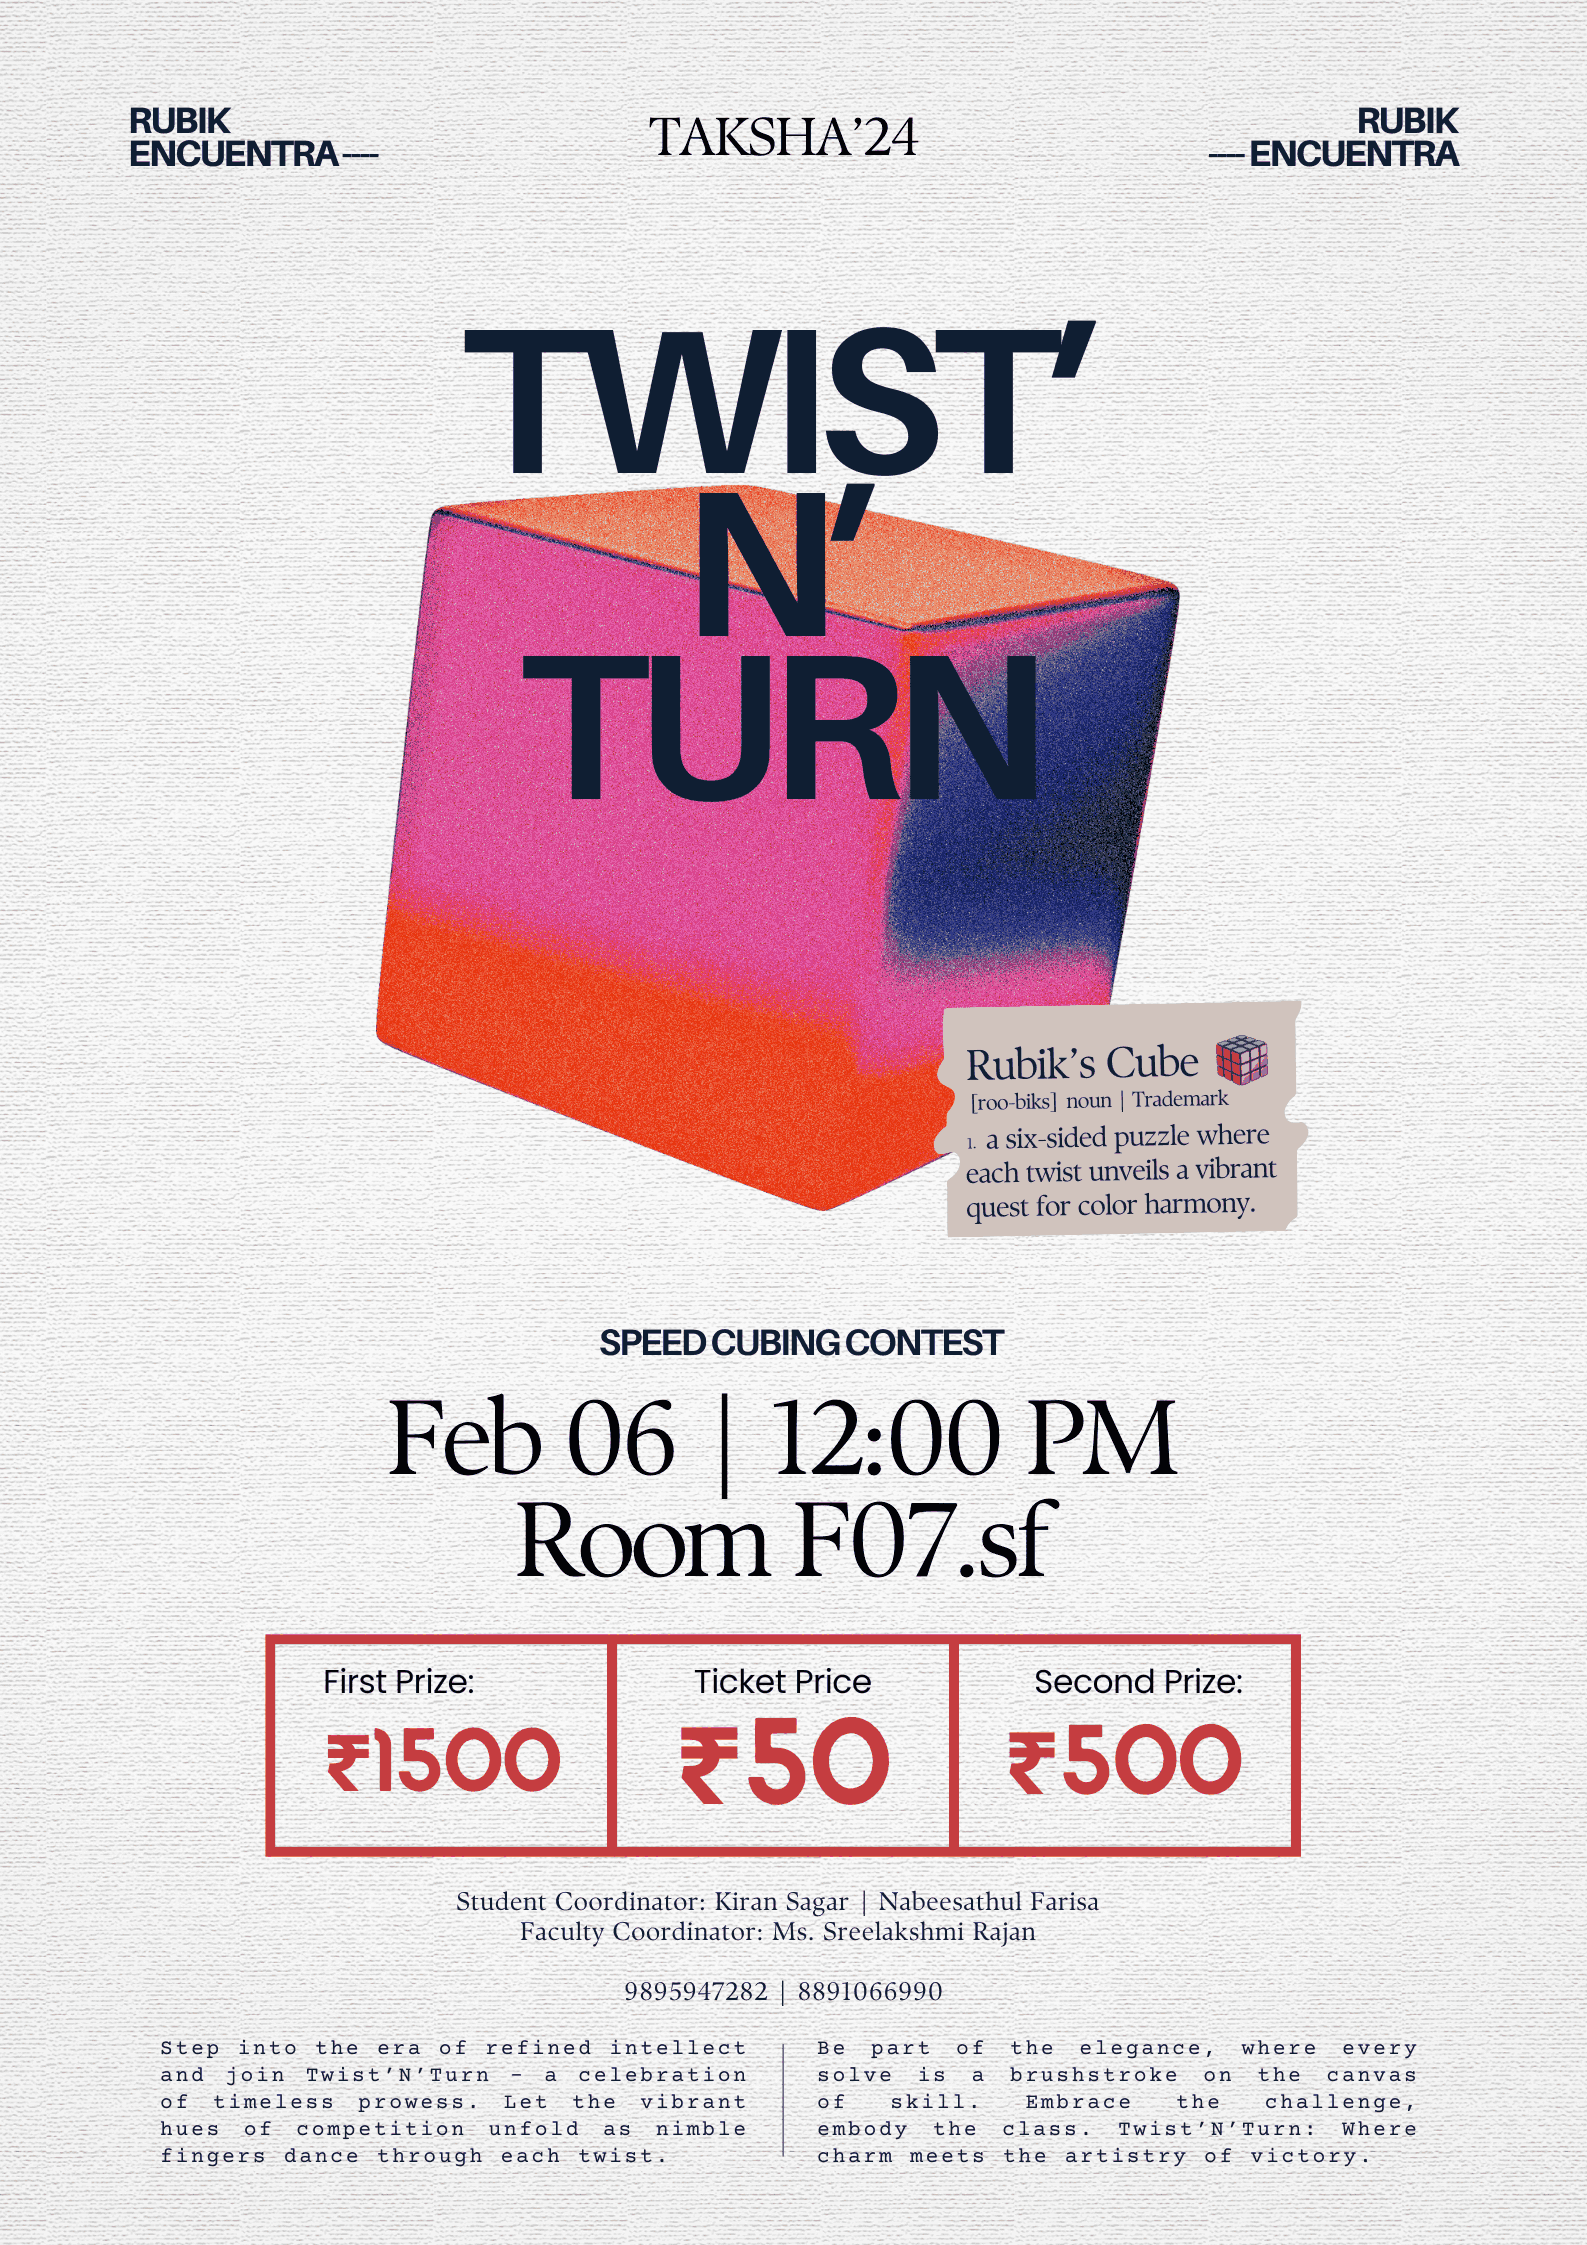 RUBIK
ENCUENTRA—
TAKSHA’24
RUBIK
—ENCUENTRA
TWIST’
N’
TURN
Rubik’s Cube
[roo-biks] noun | Trademark
1. a six-sided puzzle where
each twist unveils a vibrant
quest for color harmony.
SPEED CUBING CONTEST
Feb 06 | 12:00 PM
Room F07.sf
First Prize:
₹1500
Ticket Price
₹50
Second Prize:
₹500
Student Coordinator: Kiran Sagar | Nabeesathul Farisa
Faculty Coordinator: Ms. Sreelakshmi Rajan
9895947282 | 8891066990
Step into the era of refined intellect
and join Twist’N’Turn - a celebration
of timeless prowess. Let the vibrant
hues of competition unfold as nimble
fingers dance through each twist.
Be part of the elegance, where every
solve is a brushstroke on the canvas
of skill. Embrace the challenge,
embody the class. Twist’N’Turn: Where
charm meets the artistry of victory.